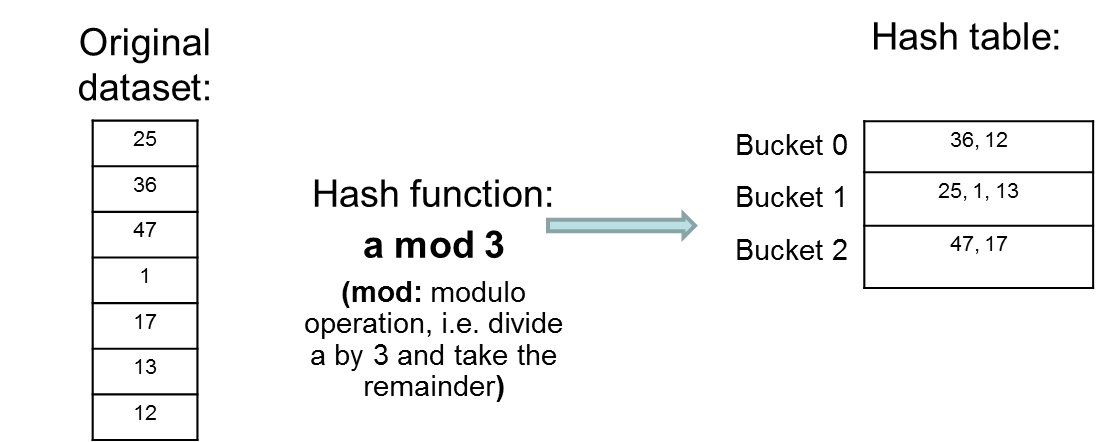 Original
dataset:
25
36
47
1
17
13
12
Hash function:
a mod 3
(mod: modulo
operation, i.e. divide
a by 3 and take the
remainder)
Hash table:
Bucket 0 36, 12
Bucket 1 25, 1, 13
Bucket 2 47, 17